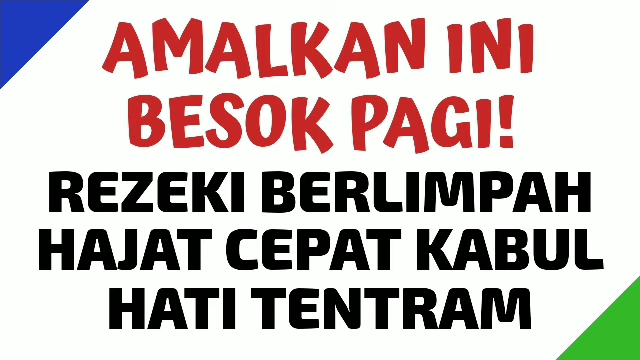 AMALKAN INI
BESOK PAGI!
REZEKI BERLIMPAH
HAJAT CEPAT KABUL
HATI TENTRAM